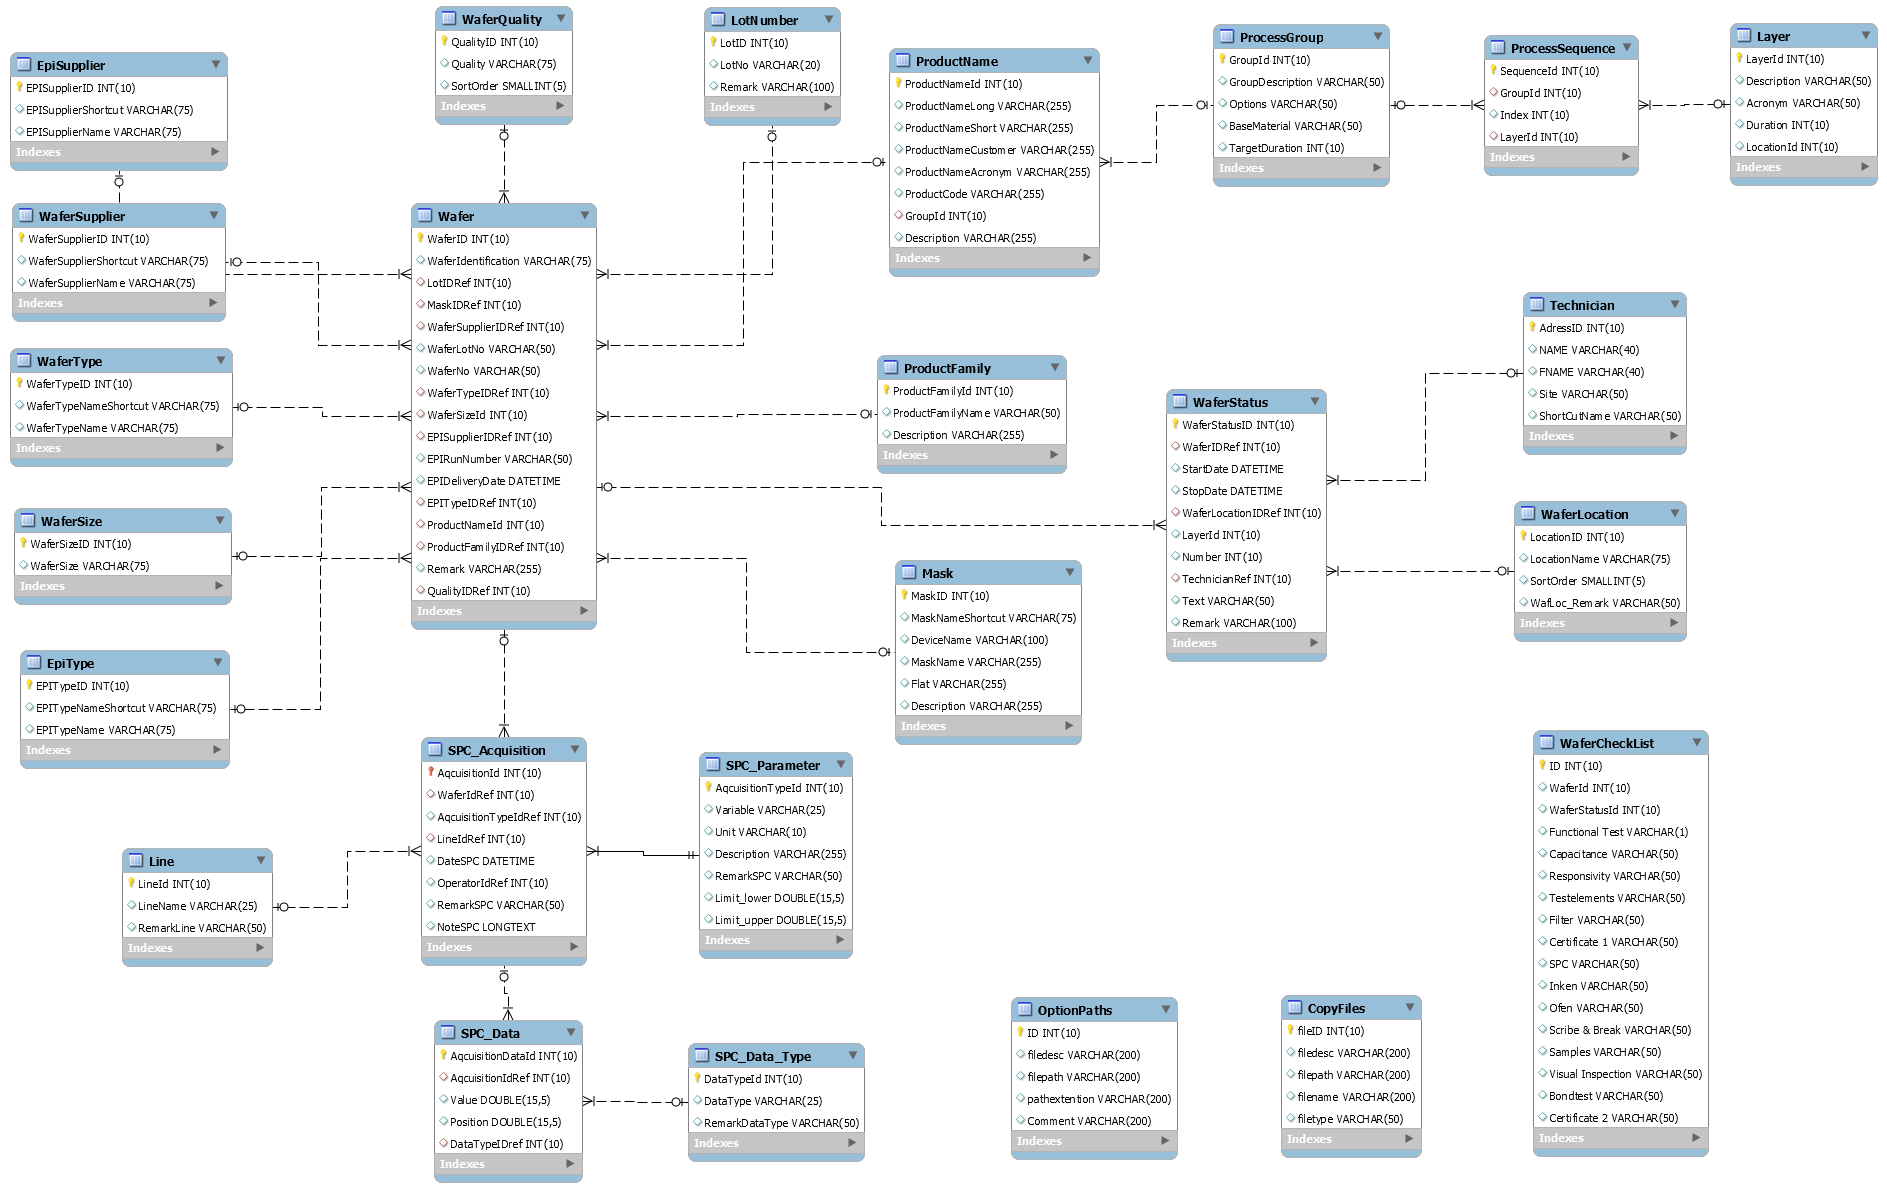 EpiSupplier
EPISupplierID INT(10)
EPISupplierShortcut VARCHAR(75)
EPISupplierName VARCHAR(75)
Indexes
WaferSupplier
WaferSupplierID INT(10)
WaferSupplierShortcut VARCHAR(75)
WaferSupplierName VARCHAR(75)
Indexes
WaferType
WaferTypeID INT(10)
WaferTypeNameShortcut VARCHAR(75)
WaferTypeName VARCHAR(75)
Indexes
WaferSize
WaferSizeID INT(10)
WaferSize VARCHAR(75)
Indexes
EpiType
EPITypeID INT(10)
EPITypeNameShortcut VARCHAR(75)
EPITypeName VARCHAR(75)
Indexes
Line
LineId INT(10)
LineName VARCHAR(25)
RemarkLine VARCHAR(50)
Indexes
WaferQuality
QualityID INT(10)
Quality VARCHAR(75)
SortOrder SMALLINT(5)
Indexes
LotNumber
LotID INT(10)
LotNo VARCHAR(20)
Remark VARCHAR(100)
Indexes
Wafer
WaferID INT(10)
WaferIdentification VARCHAR(75)
LotIDRef INT(10)
MaskIDRef INT(10)
WaferSupplierIDRef INT(10)
WaferLotNo VARCHAR(50)
WaferNo VARCHAR(50)
WaferTypeIDRef INT(10)
WaferSizeId INT(10)
EPISupplierIDRef INT(10)
EPIRunNumber VARCHAR(50)
EPIDeliveryDate DATETIME
EPITypeIDRef INT(10)
ProductNameId INT(10)
ProductFamilyIDRef INT(10)
Remark VARCHAR(255)
QualityIDRef INT(10)
Indexes
SPC_Acquisition
AqcuisitionId INT(10)
WaferIdRef INT(10)
AqcuisitionTypeIdRef INT(10)
LineIdRef INT(10)
DateSPC DATETIME
OperatorIdRef INT(10)
RemarkSPC VARCHAR(50)
NoteSPC LONGTEXT
Indexes
SPC_Parameter
AqcuisitionTypeId INT(10)
Variable VARCHAR(25)
Unit VARCHAR(10)
Description VARCHAR(255)
RemarkSPC VARCHAR(50)
Limit_lower DOUBLE(15,5)
Limit_upper DOUBLE(15,5)
Indexes
SPC_Data
AqcuisitionDataId INT(10)
AqcuisitionIdRef INT(10)
Value DOUBLE(15,5)
Position DOUBLE(15,5)
DataTypeIDref INT(10)
Indexes
SPC_Data_Type
DataTypeId INT(10)
DataType VARCHAR(25)
RemarkDataType VARCHAR(50)
Indexes
ProductName
ProductNameId INT(10)
ProductNameLong VARCHAR(255)
ProductNameShort VARCHAR(255)
ProductNameCustomer VARCHAR(255)
ProductNameAcronym VARCHAR(255)
ProductCode VARCHAR(255)
GroupId INT(10)
Description VARCHAR(255)
Indexes
ProductFamily
ProductFamilyId INT(10)
ProductFamilyName VARCHAR(50)
Description VARCHAR(255)
Indexes
Mask
MaskID INT(10)
MaskNameShortcut VARCHAR(75)
DeviceName VARCHAR(100)
MaskName VARCHAR(255)
Flat VARCHAR(255)
Description VARCHAR(255)
Indexes
ProcessGroup
GroupId INT(10)
GroupDescription VARCHAR(50)
Options VARCHAR(50)
BaseMaterial VARCHAR(50)
TargetDuration INT(10)
Indexes
ProcessSequence
SequenceId INT(10)
GroupId INT(10)
Index INT(10)
LayerId INT(10)
Indexes
Layer
LayerId INT(10)
Description VARCHAR(50)
Acronym VARCHAR(50)
Duration INT(10)
LocationId INT(10)
Indexes
WaferStatus
WaferStatusID INT(10)
WaferIDRef INT(10)
StartDate DATETIME
StopDate DATETIME
WaferLocationIDRef INT(10)
LayerId INT(10)
Number INT(10)
TechnicianRef INT(10)
Text VARCHAR(50)
Remark VARCHAR(100)
Indexes
Technician
AdressID INT(10)
NAME VARCHAR(40)
FNAME VARCHAR(40)
Site VARCHAR(50)
ShortCutName VARCHAR(50)
Indexes
WaferLocation
LocationID INT(10)
LocationName VARCHAR(75)
SortOrder SMALLINT(5)
WafLoc_Remark VARCHAR(50)
Indexes
OptionPaths
ID INT(10)
filedesc VARCHAR(200)
filepath VARCHAR(200)
pathextention VARCHAR(200)
Comment VARCHAR(200)
Indexes
CopyFiles
fileID INT(10)
filedesc VARCHAR(200)
filepath VARCHAR(200)
filename VARCHAR(200)
filetype VARCHAR(50)
Indexes
WaferCheckList
ID INT(10)
WaferId INT(10)
WaferStatusId INT(10)
Functional Test VARCHAR(1)
Capacitance VARCHAR(50)
Responsivity VARCHAR(50)
Testelements VARCHAR(50)
Filter VARCHAR(50)
Certificate 1 VARCHAR(50)
SPC VARCHAR(50)
Inken VARCHAR(50)
Ofen VARCHAR(50)
Scribe & Break VARCHAR(50)
Samples VARCHAR(50)
Visual Inspection VARCHAR(50)
Bondtest VARCHAR(50)
Certificate 2 VARCHAR(50)
Indexes